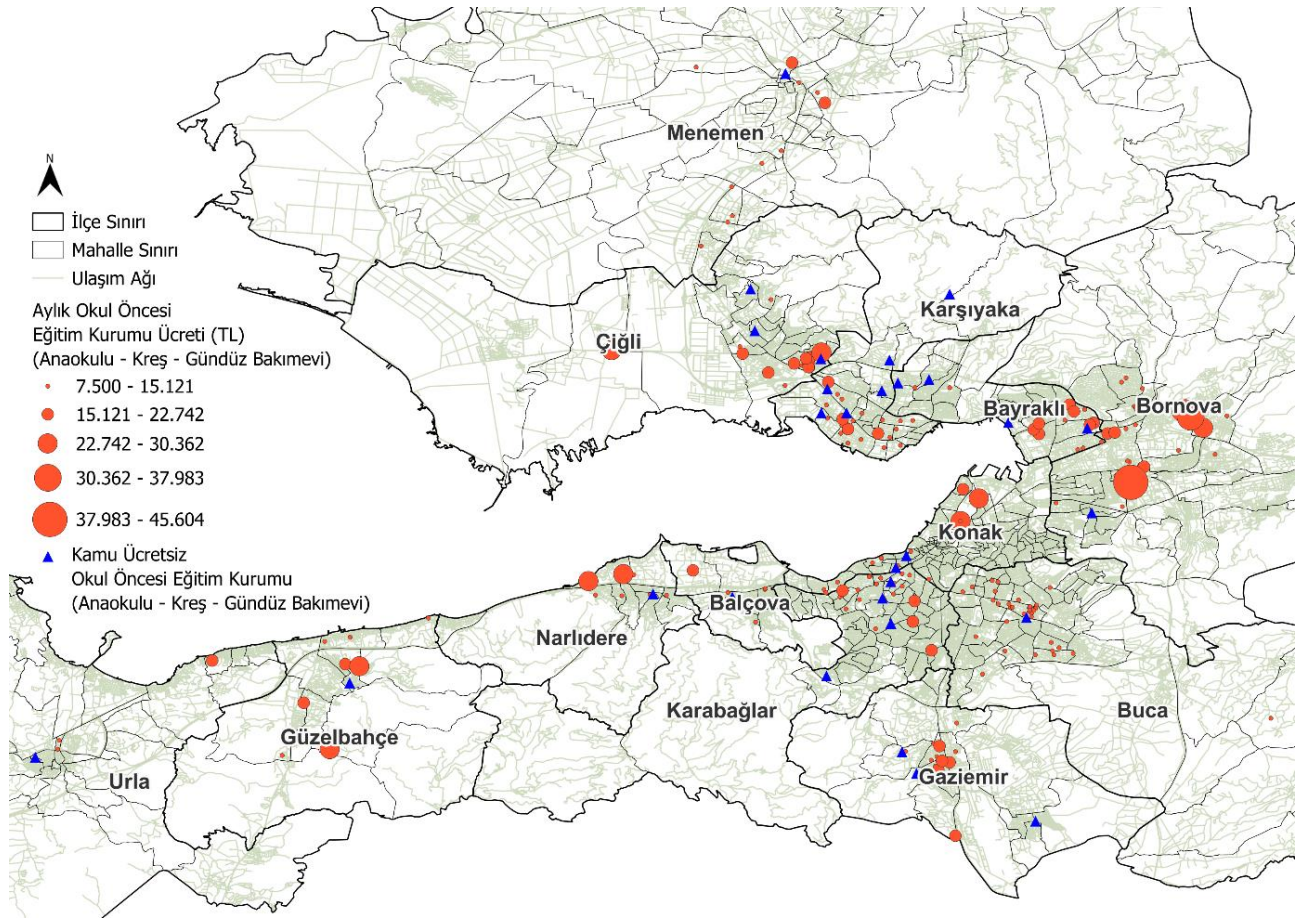 N
İlçe Sınırı
Mahalle Sınırı
Ulaşım Ağı
Aylık Okul Öncesi
Eğitim Kurumu Ücreti (TL)
(Anaokulu - Kreş - Gündüz Bakımevi)
7.500 - 15.121
15.121 - 22.742
22.742 - 30.362
30.362 - 37.983
37.983 - 45.604
Kamu Ücretsiz
Okul Öncesi Eğitim Kurumu
(Anaokulu - Kreş - Gündüz Bakımevi)
Menemen
Karşıyaka
Çiğli
Bayraklı
Bornova
Konak
Balçova
Narlıdere
Karabağlar
Buca
Güzelbahçe
Gaziemir
Urla